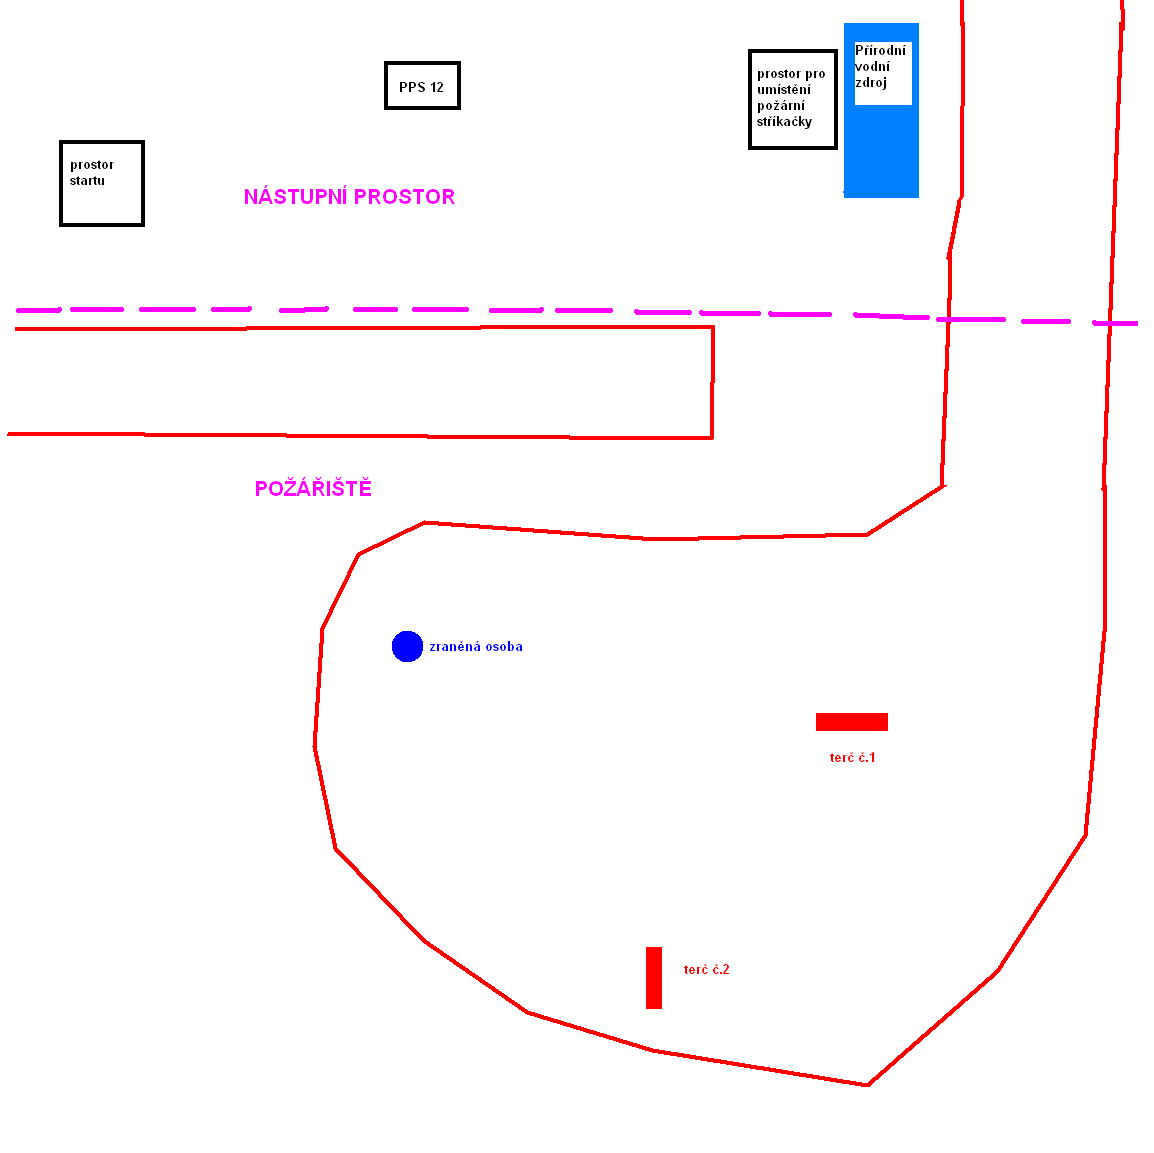 PPS 12
prostor pro
umístění
požární
stříkačky
Přírodní
vodní
zdroj
prostor
startu
NÁSTUPNÍ PROSTOR
POŽÁŘIŠTĚ
zraněná osoba
terč č.1
terč č.2